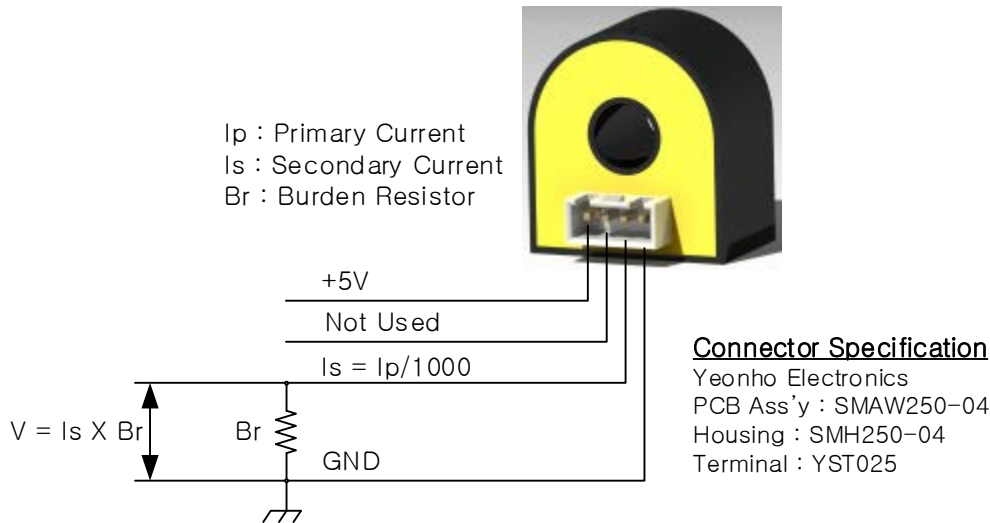 Ip : Primary Current
Is : Secondary Current
Br : Burden Resistor
+5V
Not Used
Is = Ip/1000
V = Is X Br
Br
GND
Connector Specification
Yeonho Electronics
PCB Ass’y : SMAW250-04
Housing : SMH250-04
Terminal : YST025